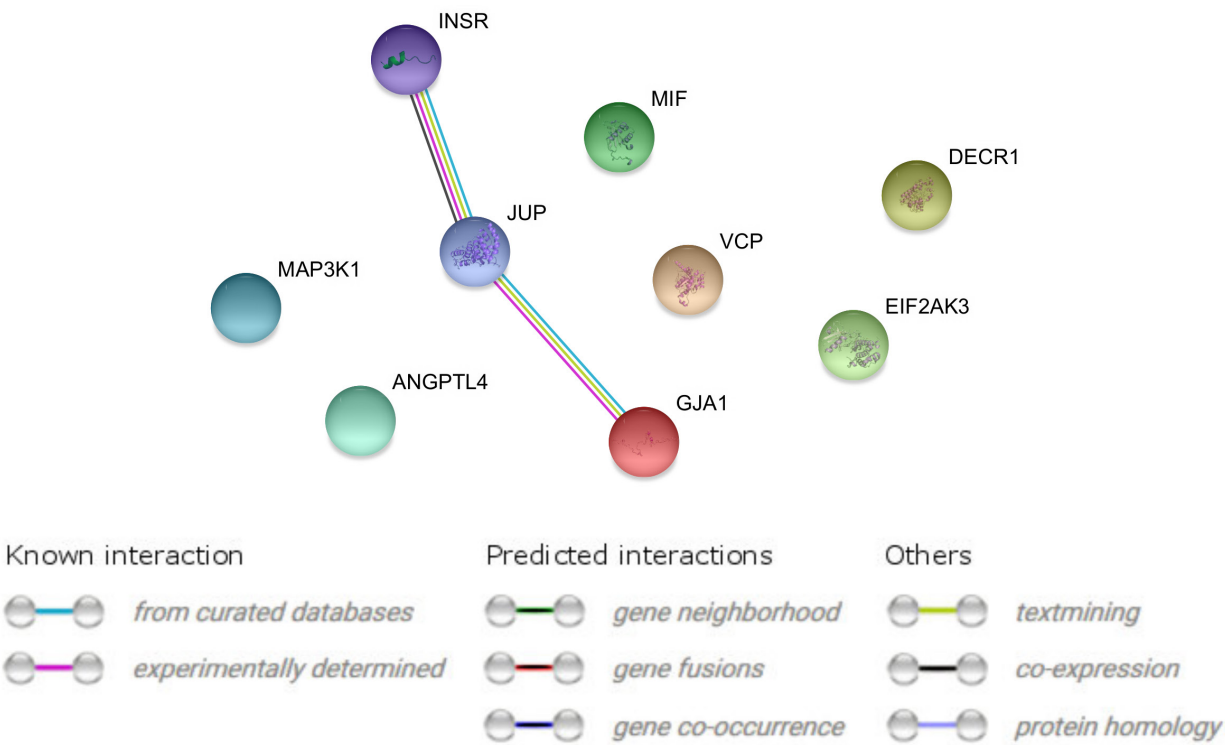 INSR
MIF
DECR1
JUP
VCP
MAP3K1
EIF2AK3
ANGPTL4
GJA1
Known interaction
Predicted interactions
Others
from curated databases
gene neighborhood
textmining
experimentally determined
gene fusions
co-expression
gene co-occurrence
protein homology